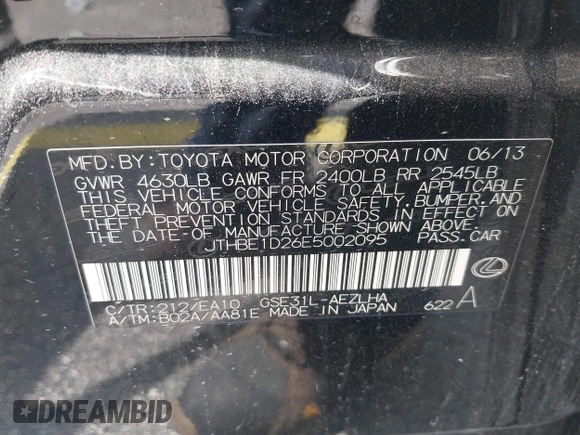 MFD. BY: TOYOTA MOTOR CORPORATION 06/13
GVWR 4630LB GAWR FR 2400LB RR 2545LB
THIS VEHICLE CONFORMS TO ALL APPLICABLE
FEDERAL MOTOR VEHICLE SAFETY, BUMPER, AND
THEFT PREVENTION STANDARDS IN EFFECT ON
THE DATE OF MANUFACTURE SHOWN ABOVE.
JTHBE1D26E5002095 PASS. CAR
C/TR:212/EA10 GSE31L-AEZLHA
A/TM:B02A/AA81E MADE IN JAPAN 622 A
DREAMBID